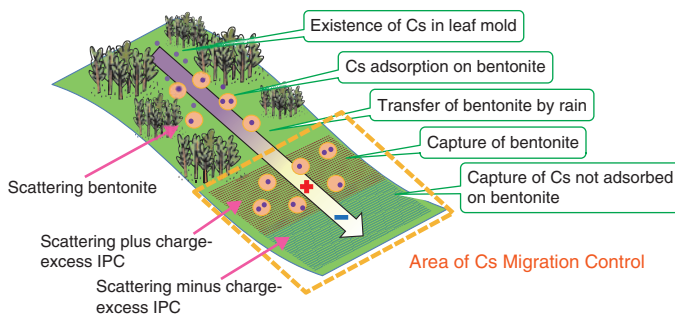 Existence of Cs in leaf mold
Cs adsorption on bentonite
Transfer of bentonite by rain
Capture of bentonite
Capture of Cs not adsorbed
on bentonite
Scattering bentonite
+
−
Scattering plus charge-
excess IPC
Area of Cs Migration Control
Scattering minus charge-
excess IPC